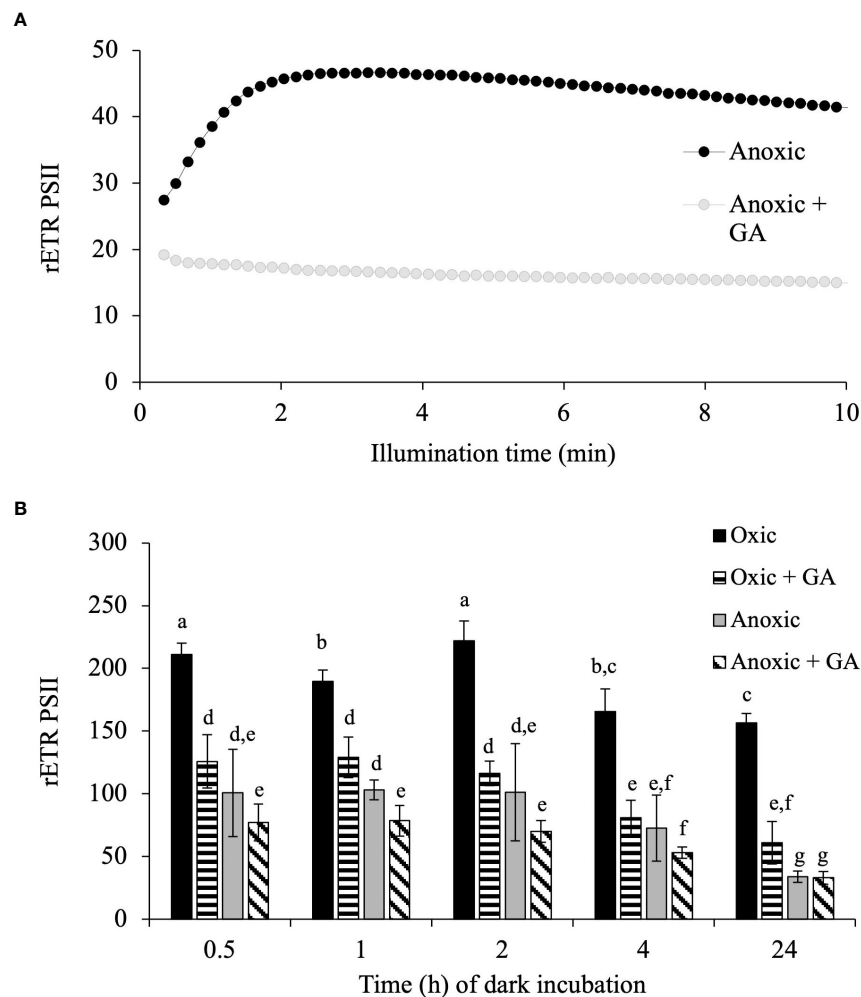 A
50
40
30
20
10
0
rETR PSII
Anoxic
Anoxic +
GA
0 2 4 6 8 10
Illumination time (min)
B
300
250
200
150
100
50
0
rETR PSII
Oxic
Oxic + GA
Anoxic
Anoxic + GA
a d d,e e
b d d e
a d d,e e
b,c e e,f f
c e,f g g
0.5 1 2 4 24
Time (h) of dark incubation